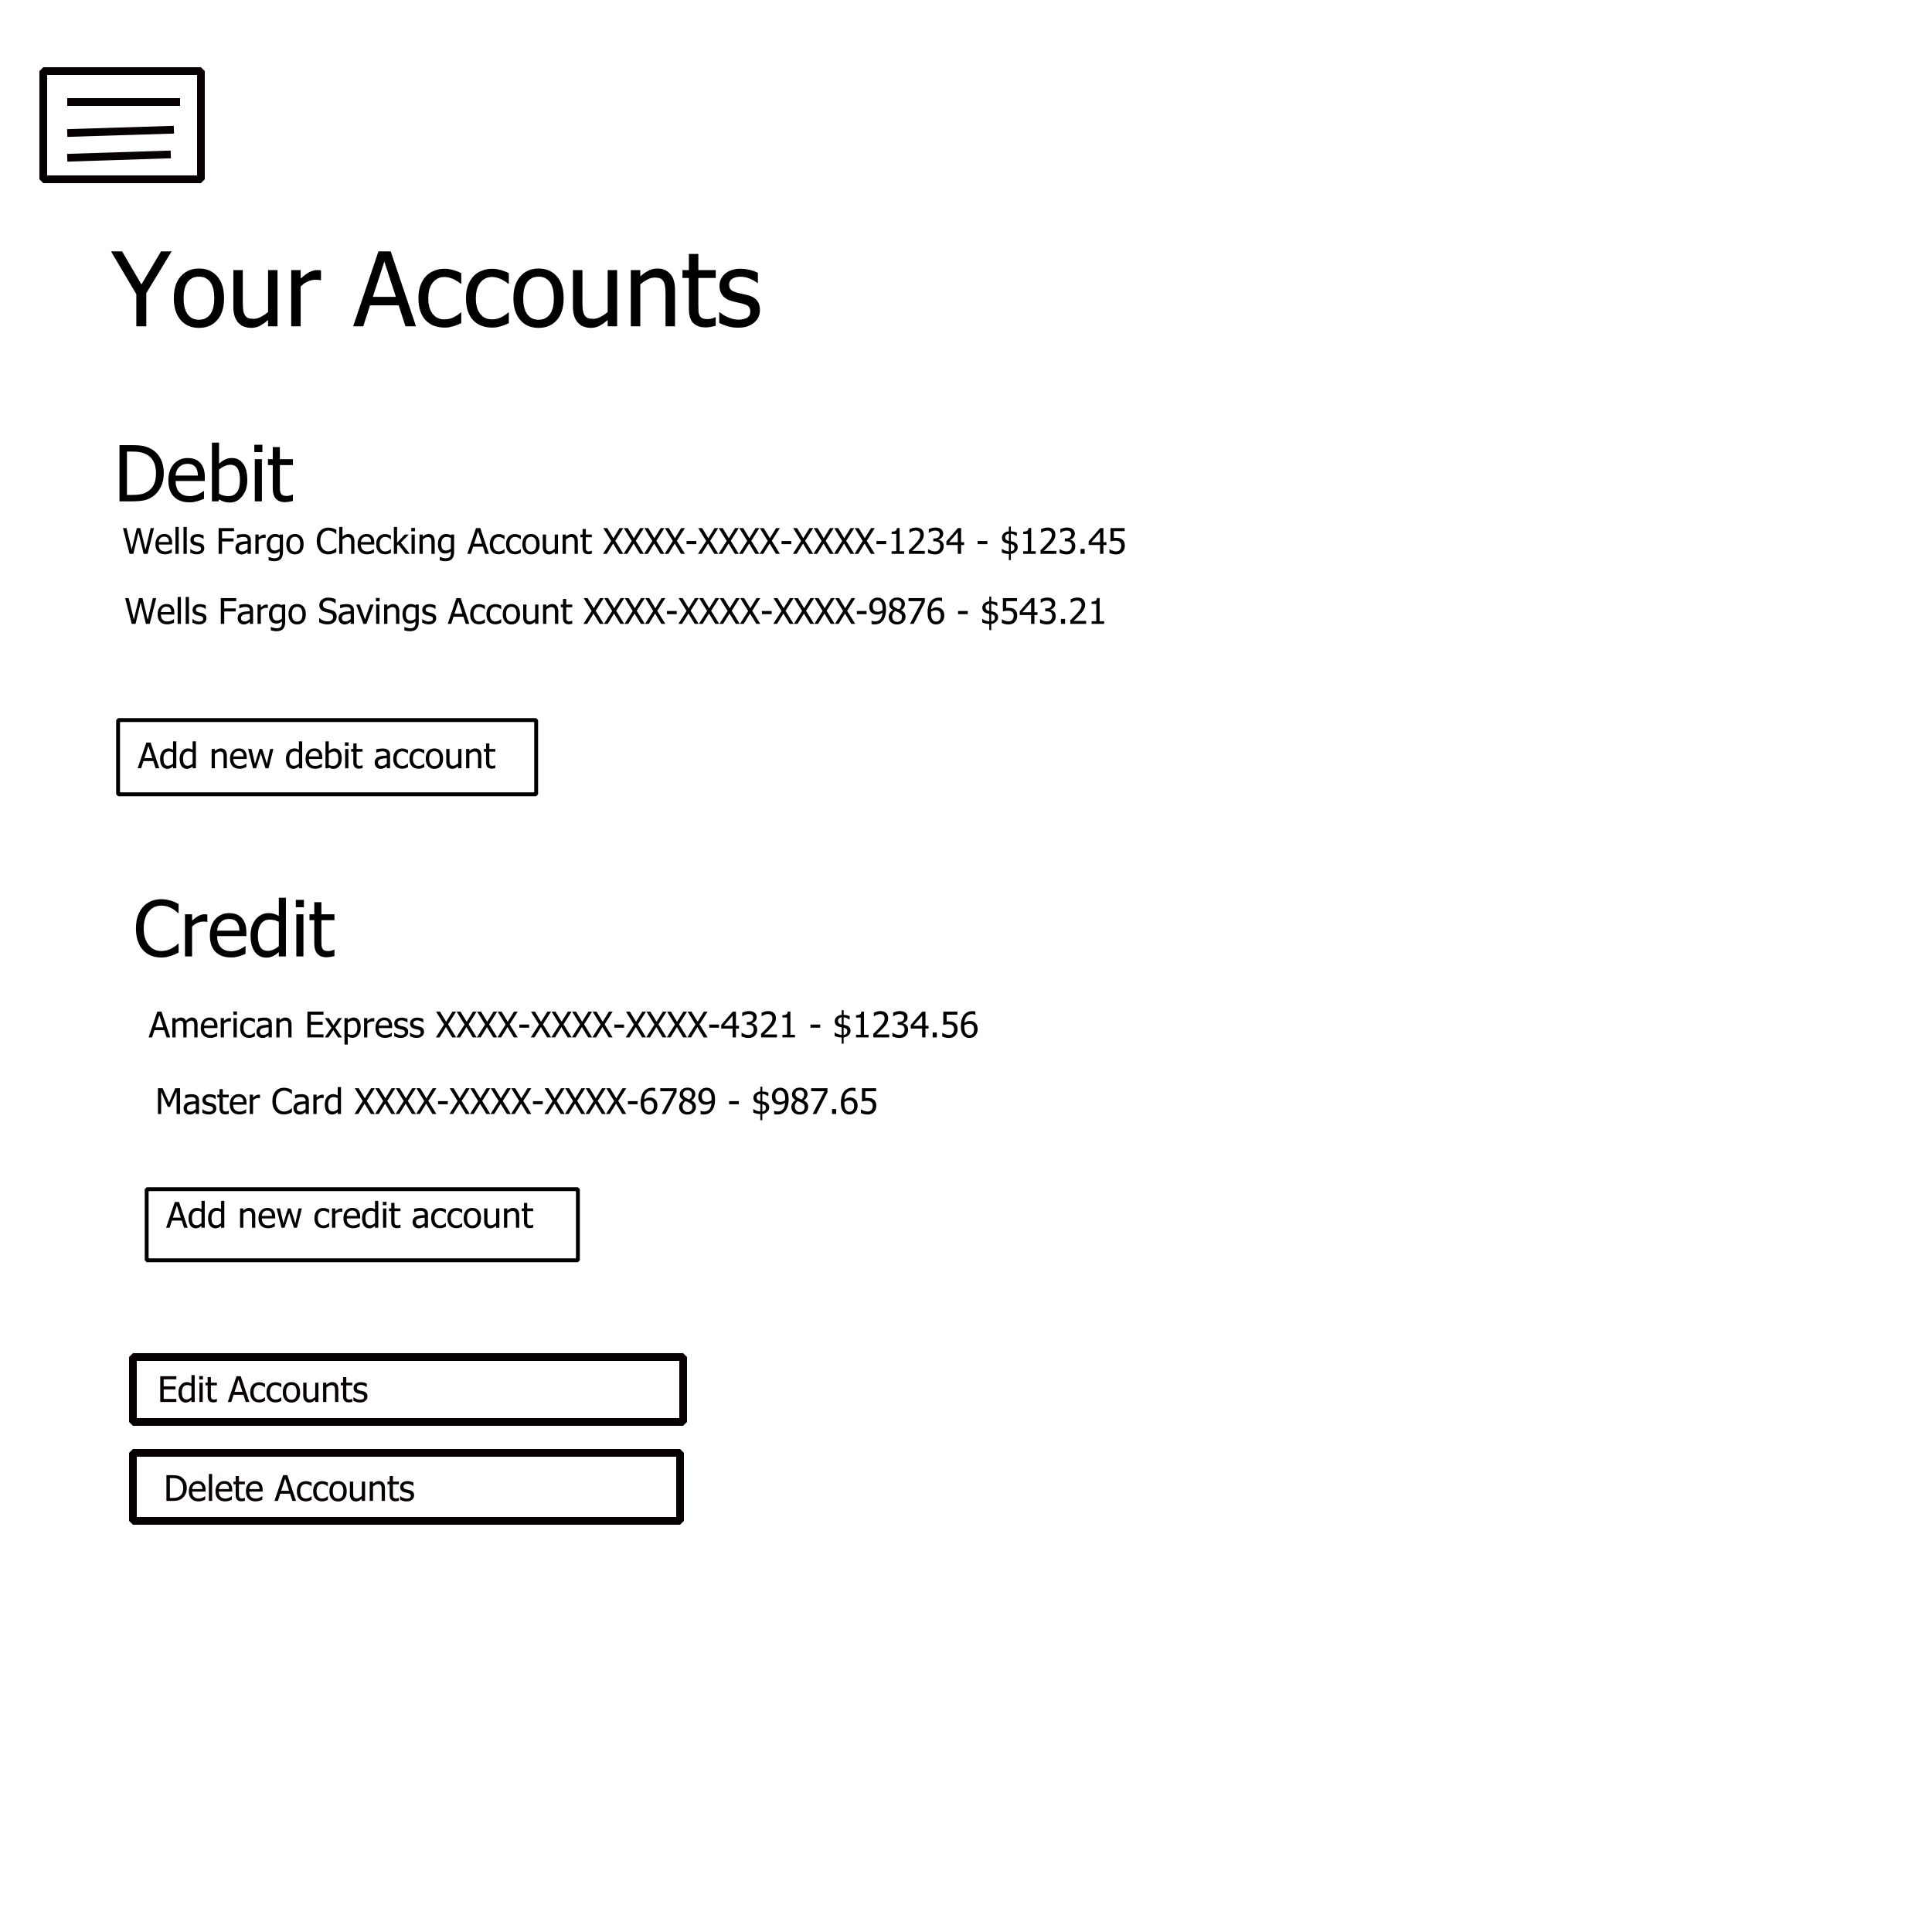 Your Accounts
Debit
Wells Fargo Checking Account XXXX-XXXX-XXXX-1234 - $123.45
Wells Fargo Savings Account XXXX-XXXX-XXXX-9876 - $543.21
Add new debit account
Credit
American Express XXXX-XXXX-XXXX-4321 - $1234.56
Master Card XXXX-XXXX-XXXX-6789 - $987.65
Add new credit account
Edit Accounts
Delete Accounts